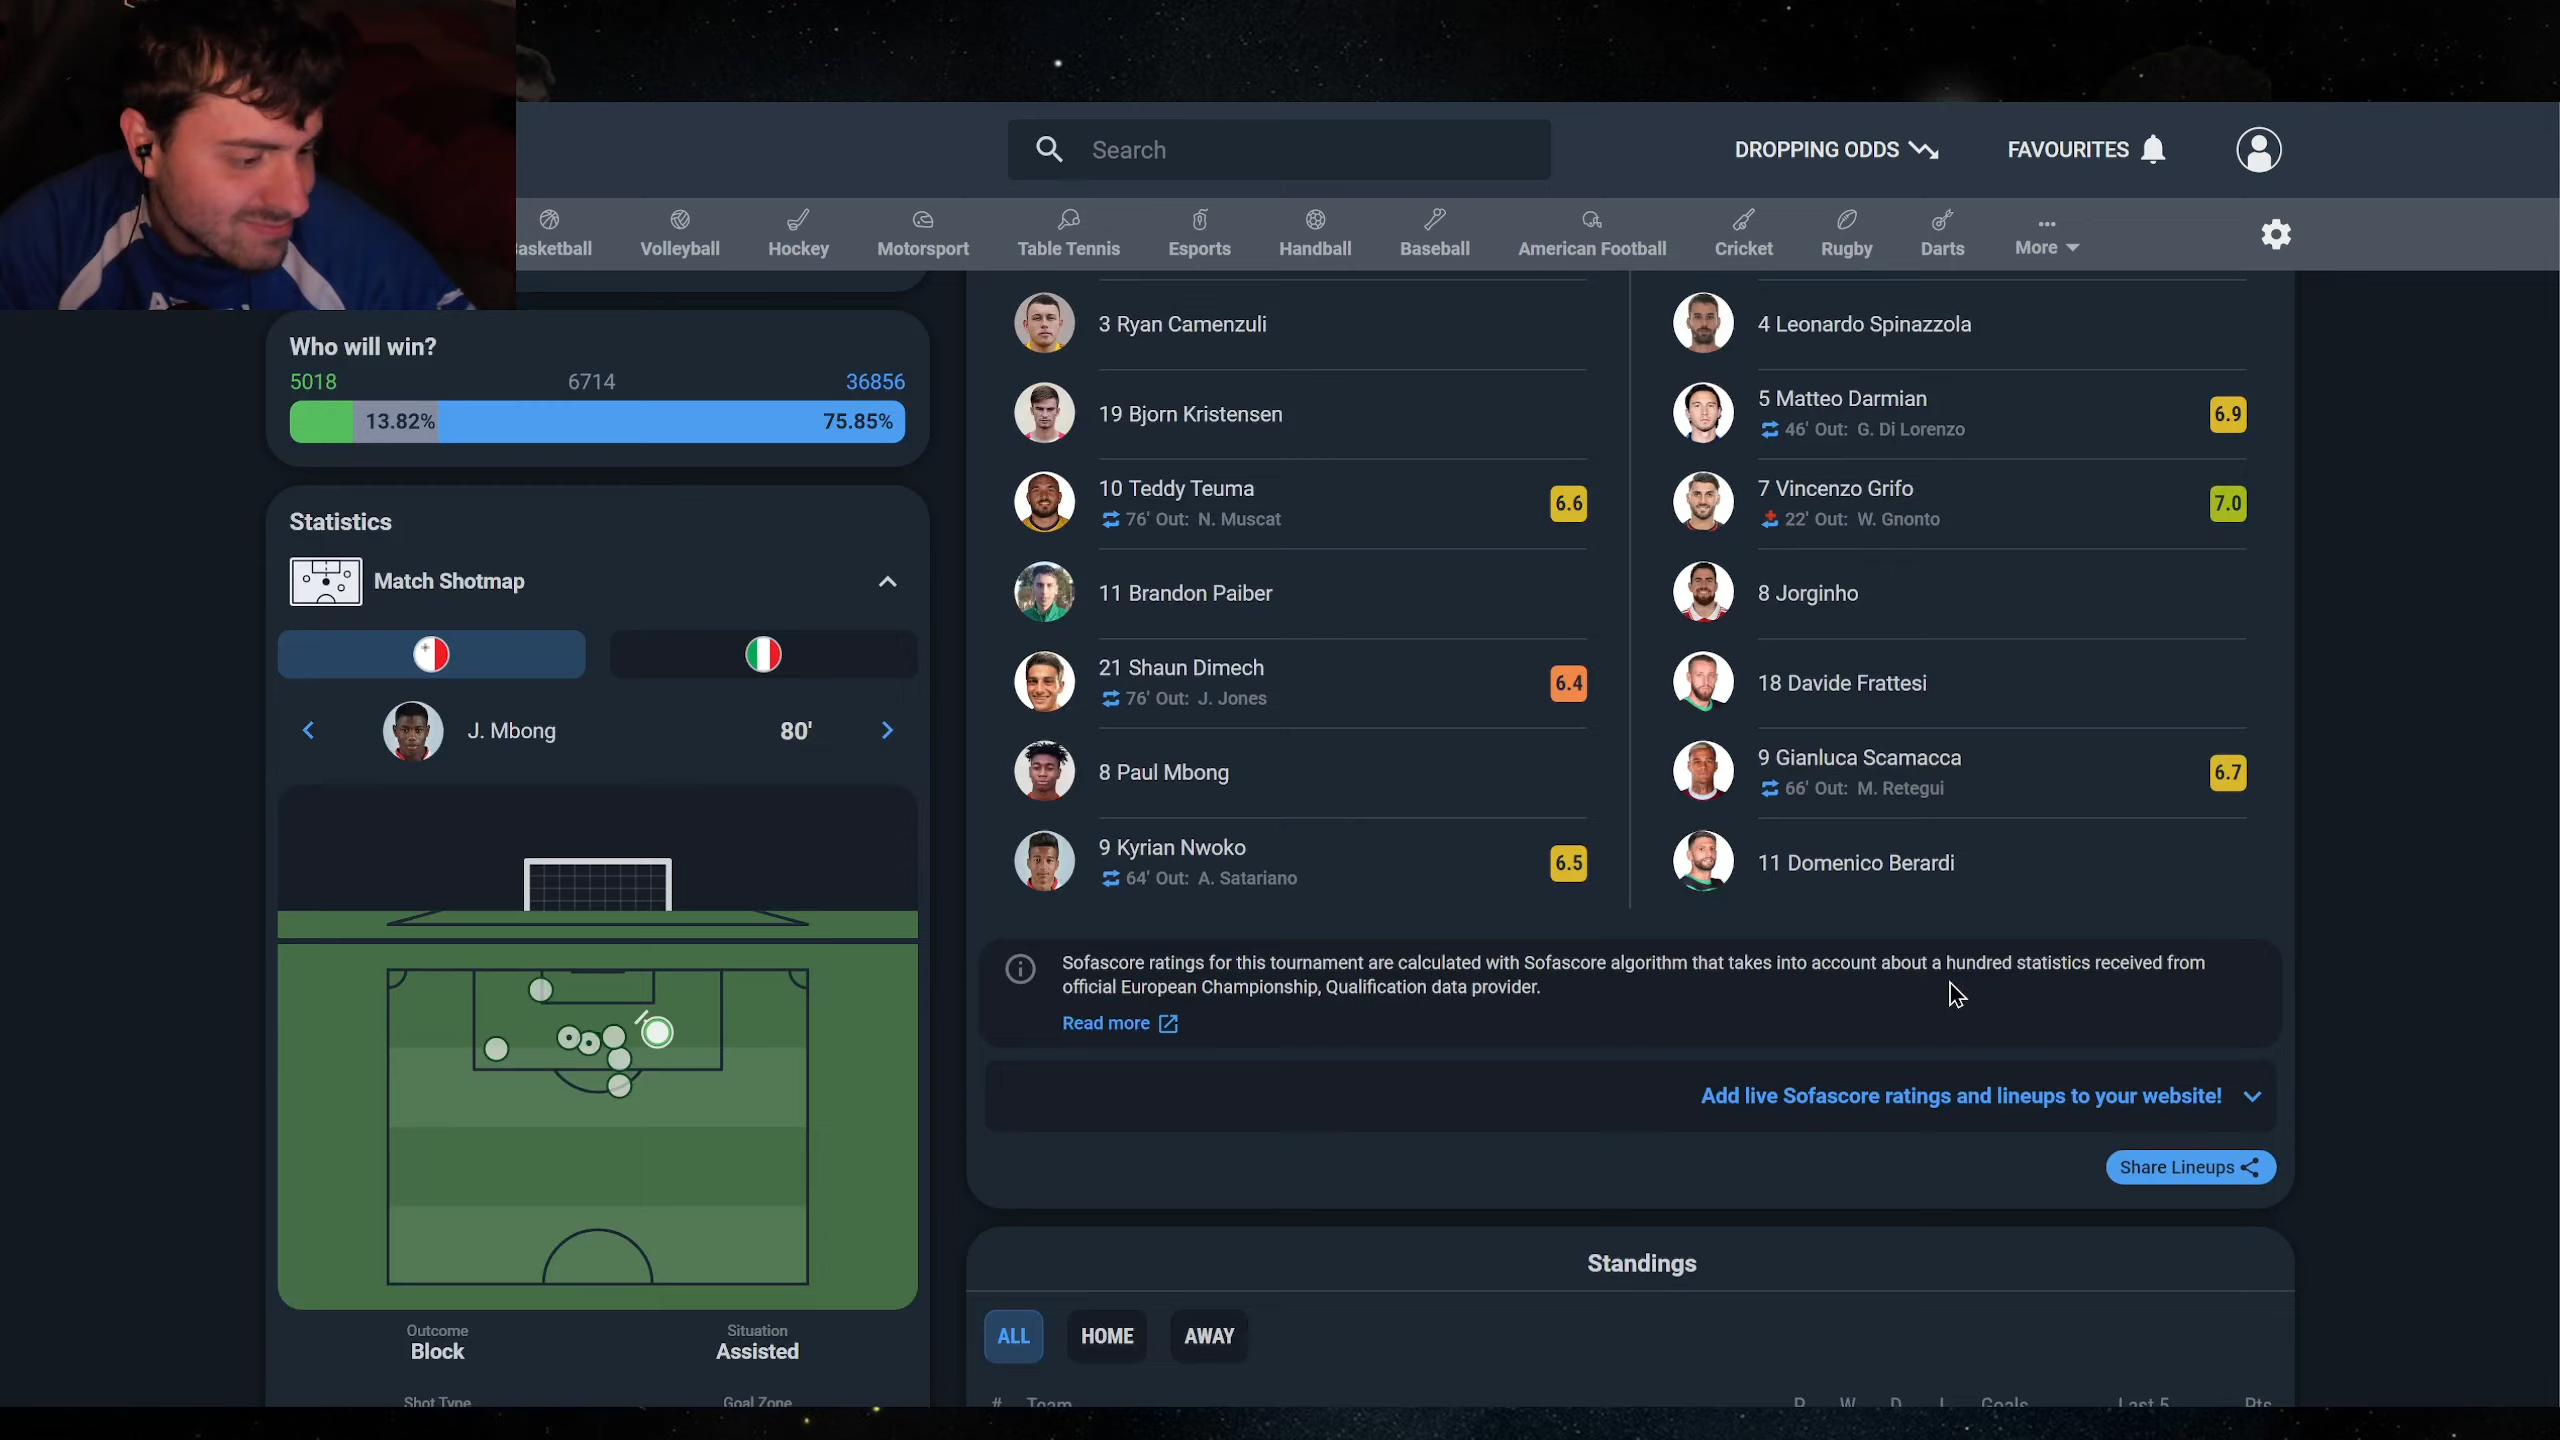 Search
DROPPING ODDS
FAVOURITES
asketball
Volleyball
Hockey
Motorsport
Table Tennis
Esports
Handball
Baseball
American Football
Cricket
Rugby
Darts
More
Who will win?
5018
6714
36856
13.82%
75.85%
Statistics
Match Shotmap
J. Mbong
80'
Outcome
Block
Situation
Assisted
Shot Type
Goal Zone
3 Ryan Camenzuli
19 Bjorn Kristensen
10 Teddy Teuma
76' Out: N. Muscat
6.6
11 Brandon Paiber
21 Shaun Dimech
76' Out: J. Jones
6.4
8 Paul Mbong
9 Kyrian Nwoko
64' Out: A. Satariano
6.5
4 Leonardo Spinazzola
5 Matteo Darmian
46' Out: G. Di Lorenzo
6.9
7 Vincenzo Grifo
22' Out: W. Gnonto
7.0
8 Jorginho
18 Davide Frattesi
9 Gianluca Scamacca
66' Out: M. Retegui
6.7
11 Domenico Berardi
Sofascore ratings for this tournament are calculated with Sofascore algorithm that takes into account about a hundred statistics received from
official European Championship, Qualification data provider.
Read more
Add live Sofascore ratings and lineups to your website!
Share Lineups
Standings
ALL
HOME
AWAY
# Team P W D L Goals Last 5 Pts